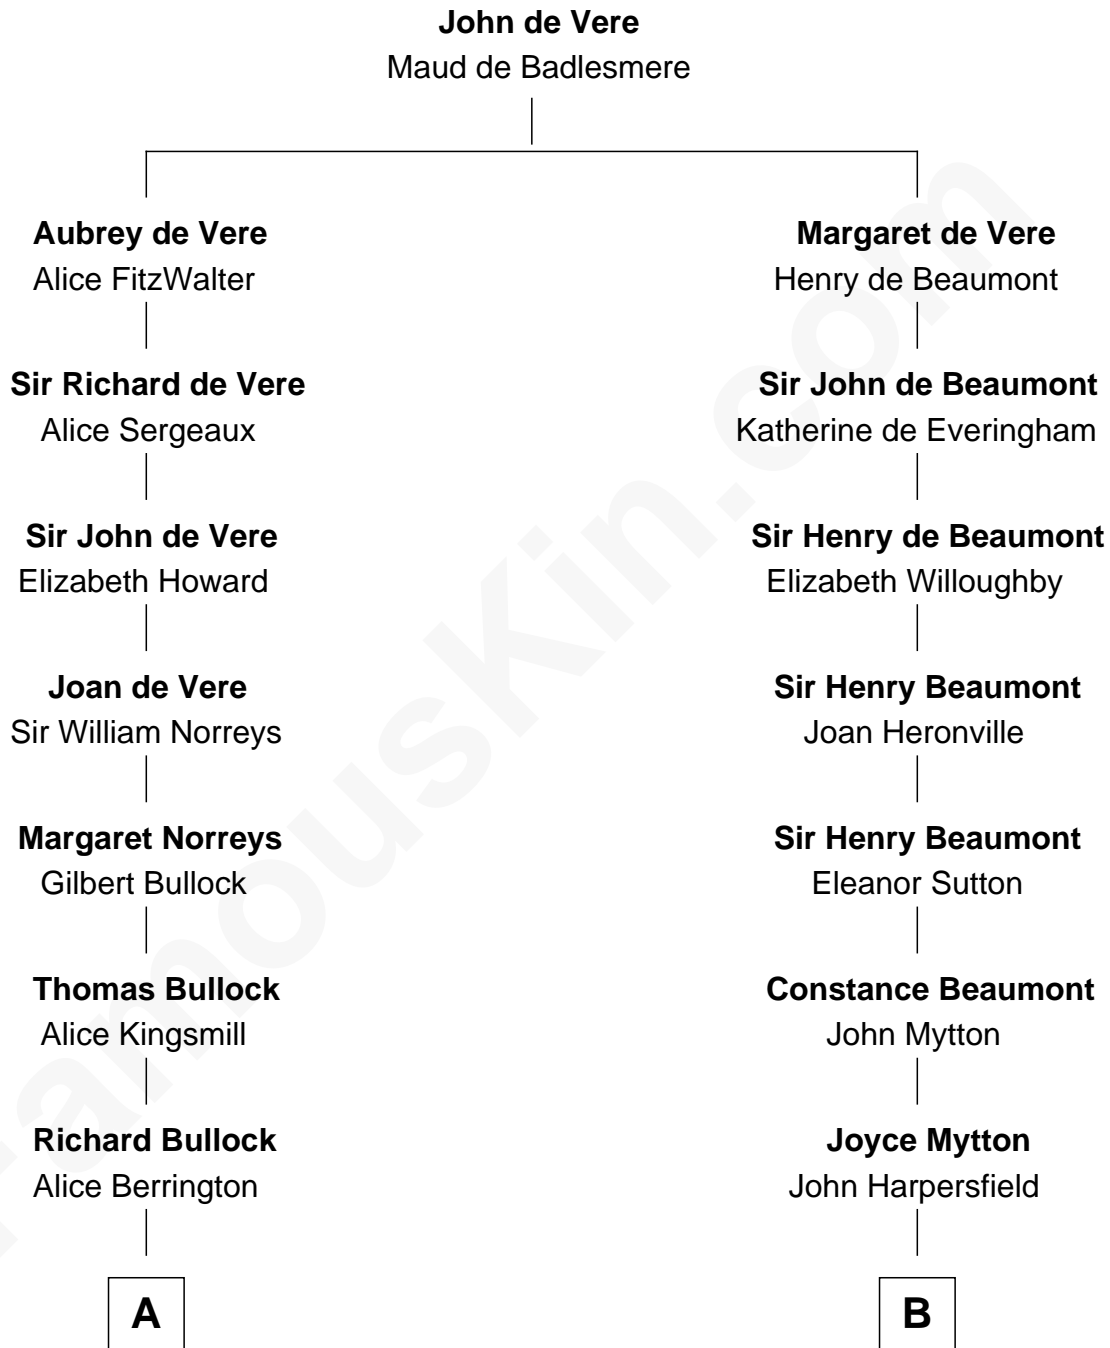 John de Vere
Maud de Badlesmere
Aubrey de Vere
Alice FitzWalter
Margaret de Vere
Henry de Beaumont
Sir Richard de Vere
Alice Sergeaux
Sir John de Beaumont
Katherine de Everingham
Sir John de Vere
Elizabeth Howard
Sir Henry de Beaumont
Elizabeth Willoughby
Joan de Vere
Sir William Norreys
Sir Henry Beaumont
Joan Heronville
Margaret Norreys
Gilbert Bullock
Sir Henry Beaumont
Eleanor Sutton
Thomas Bullock
Alice Kingsmill
Constance Beaumont
John Mytton
Richard Bullock
Alice Berrington
Joyce Mytton
John Harpersfield
A
B
FamousKin.com